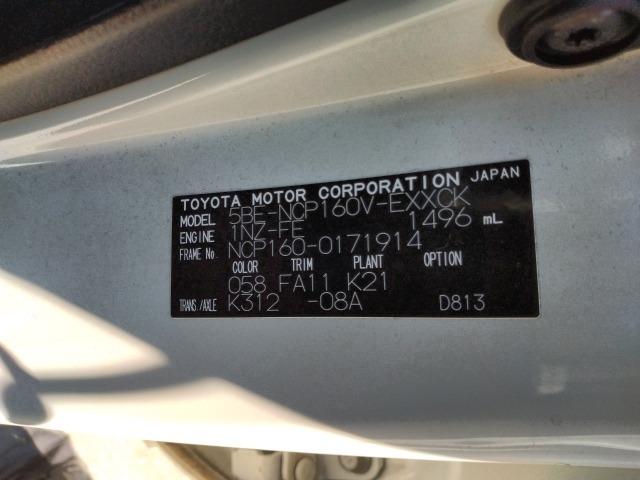 TOYOTA MOTOR CORPORATION JAPAN
MODEL 5BE-NCP160V-EXXCK
ENGINE 1NZ-FE 1496 mL
FRAME No. NCP160-0171914
COLOR TRIM PLANT OPTION
058 FA11 K21
TRANS./AXLE K312 -08A D813